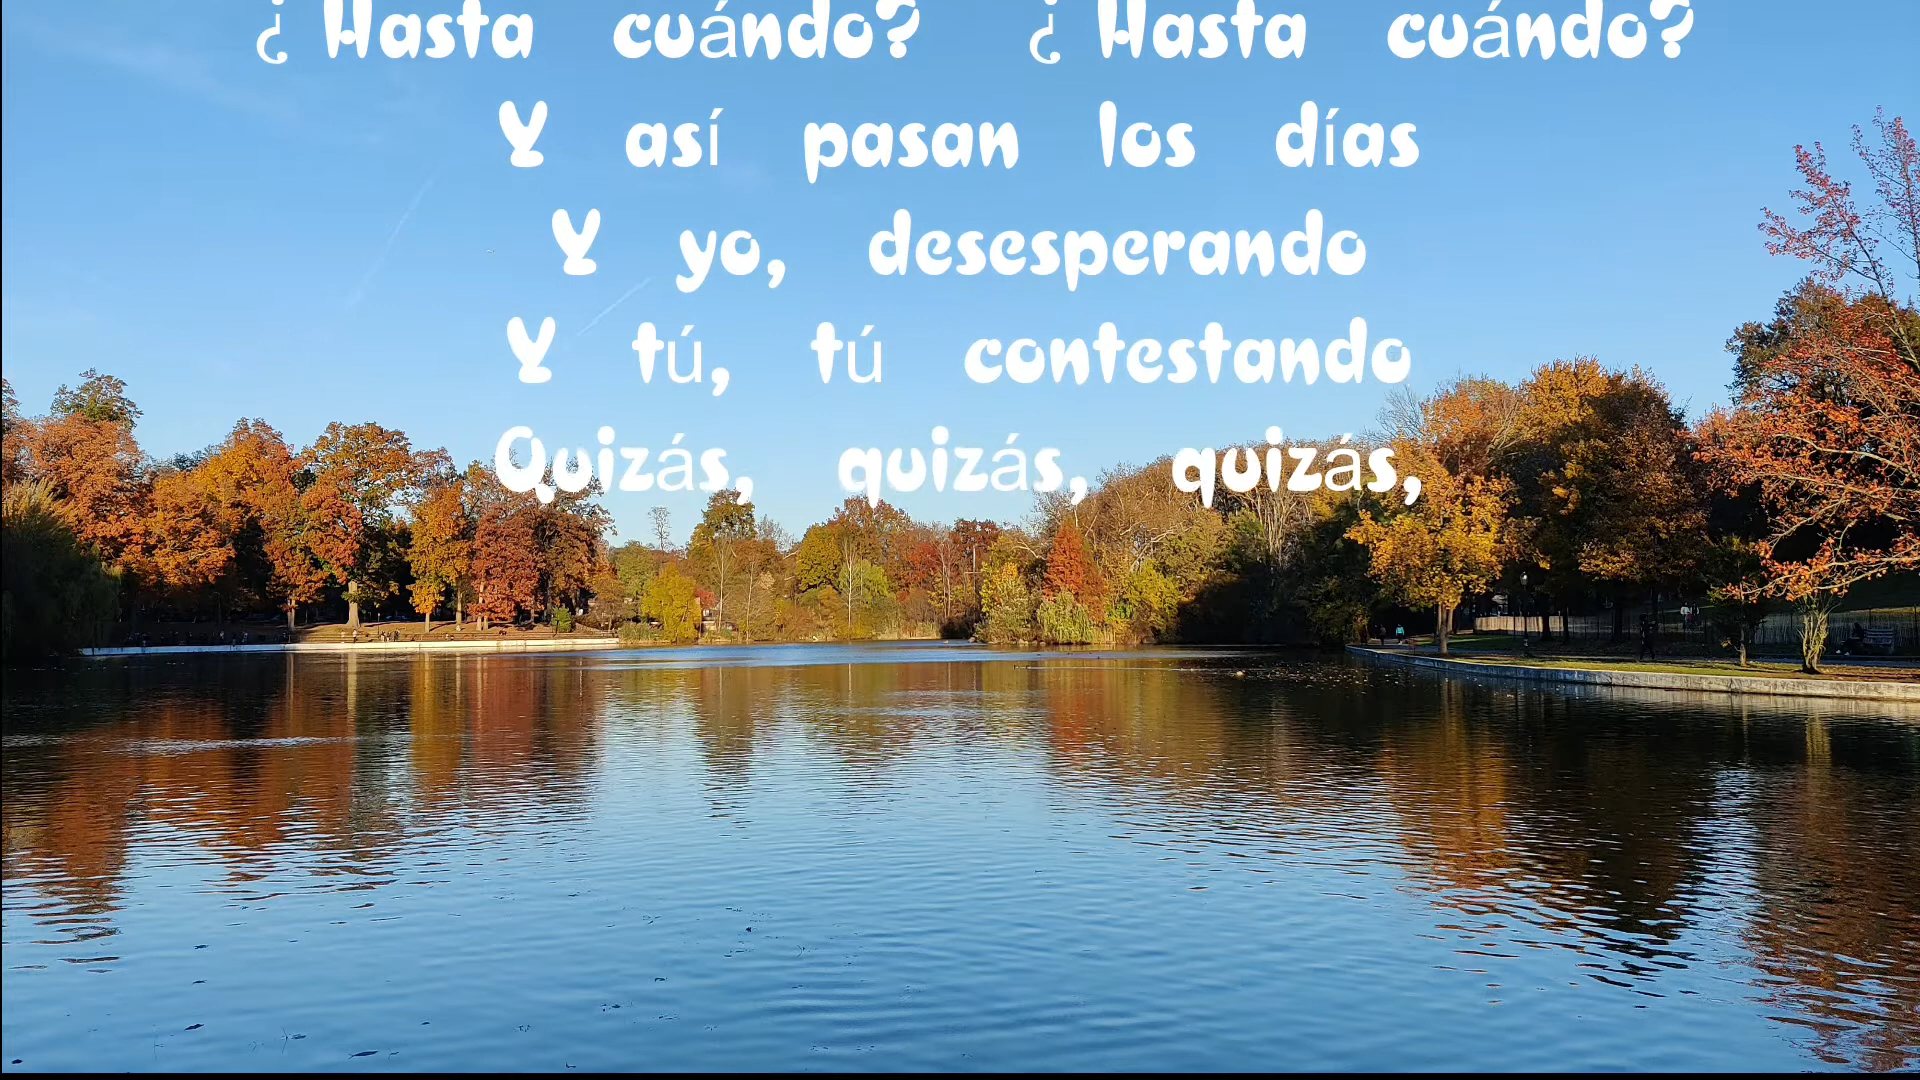 ¿Hasta cuándo? ¿Hasta cuándo?
Y así pasan los días
Y yo, desesperando
Y tú, tú contestando
Quizás, quizás, quizás,